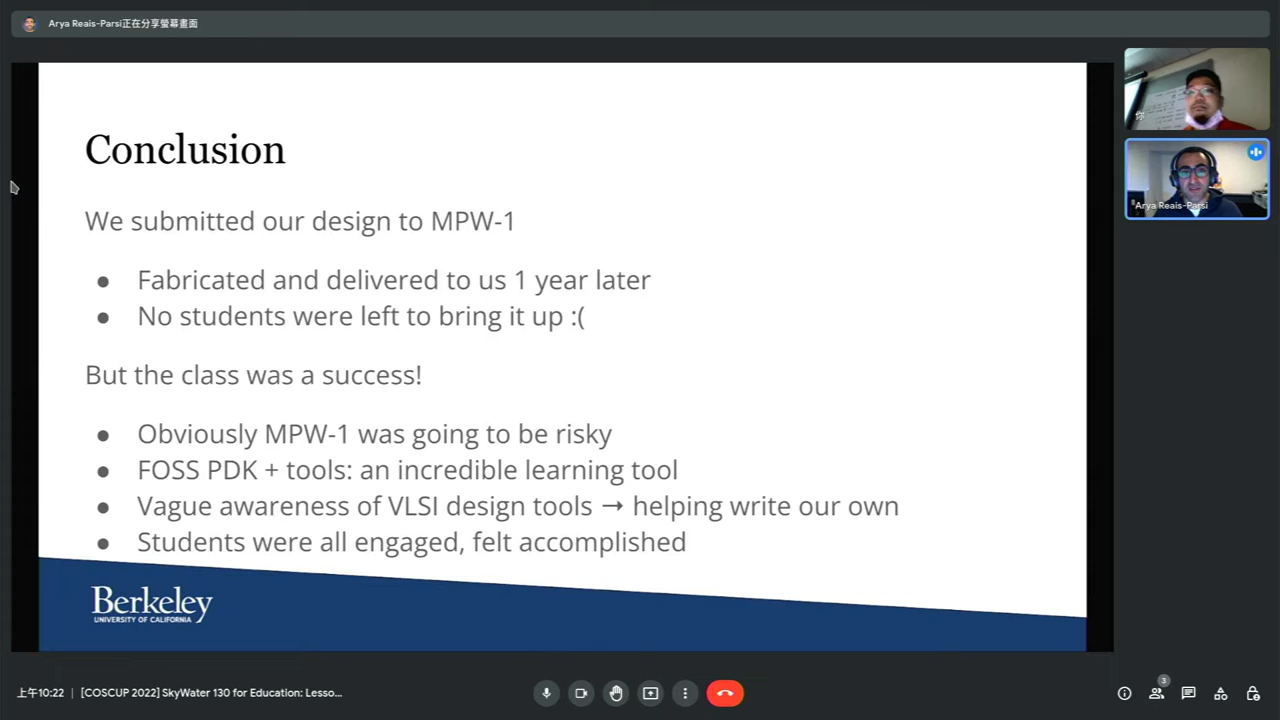 Arya Reais-Parsi正在分享螢幕畫面
Conclusion
We submitted our design to MPW-1
● Fabricated and delivered to us 1 year later
● No students were left to bring it up :(
But the class was a success!
● Obviously MPW-1 was going to be risky
● FOSS PDK + tools: an incredible learning tool
● Vague awareness of VLSI design tools → helping write our own
● Students were all engaged, felt accomplished
Berkeley
UNIVERSITY OF CALIFORNIA
你
Arya Reais-Parsi
上午10:22 | [COSCUP 2022] SkyWater 130 for Education: Lesso...
3